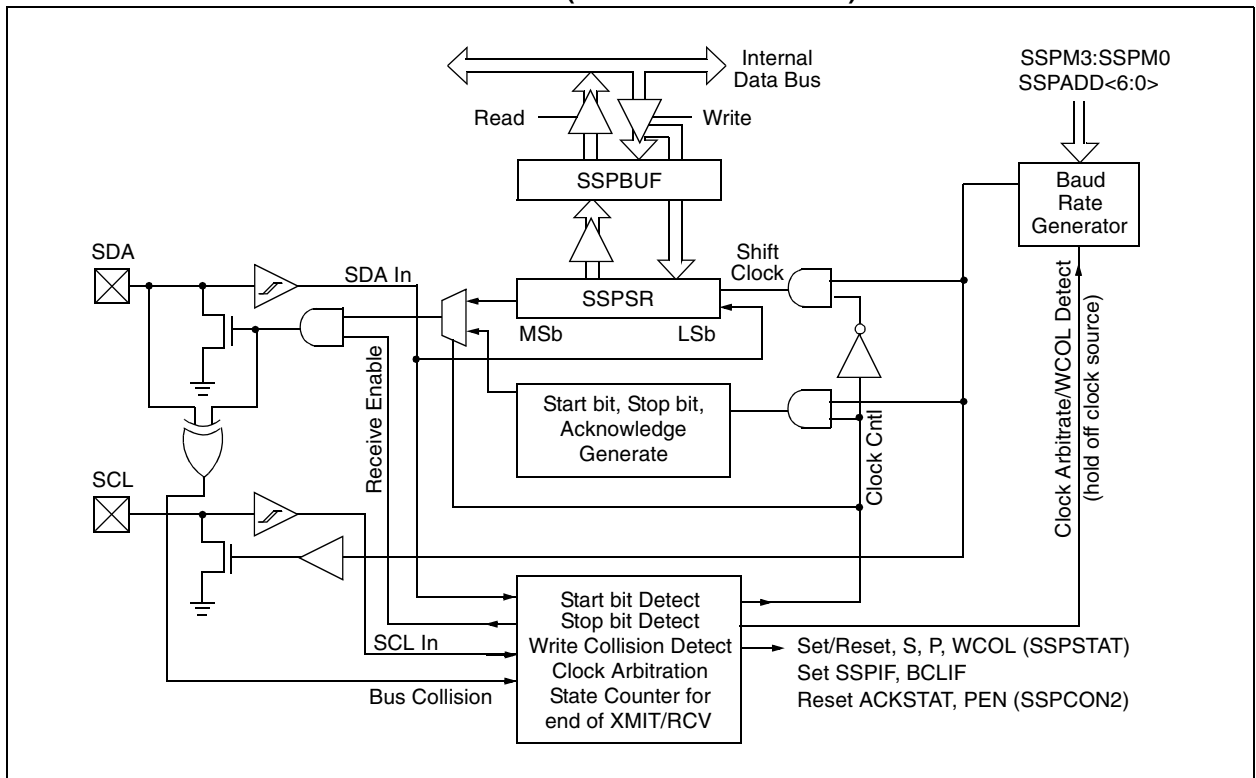 Internal
Data Bus
SSPM3:SSPM0
SSPADD<6:0>
Read
Write
SSPBUF
Baud
Rate
Generator
SDA
SDA In
Shift
Clock
SSPSR
MSb
LSb
Receive Enable
Start bit, Stop bit,
Acknowledge
Generate
Clock Cntl
Clock Arbitrate/WCOL Detect
(hold off clock source)
SCL
SCL In
Bus Collision
Start bit Detect
Stop bit Detect
Write Collision Detect
Clock Arbitration
State Counter for
end of XMIT/RCV
Set/Reset, S, P, WCOL (SSPSTAT)
Set SSPIF, BCLIF
Reset ACKSTAT, PEN (SSPCON2)